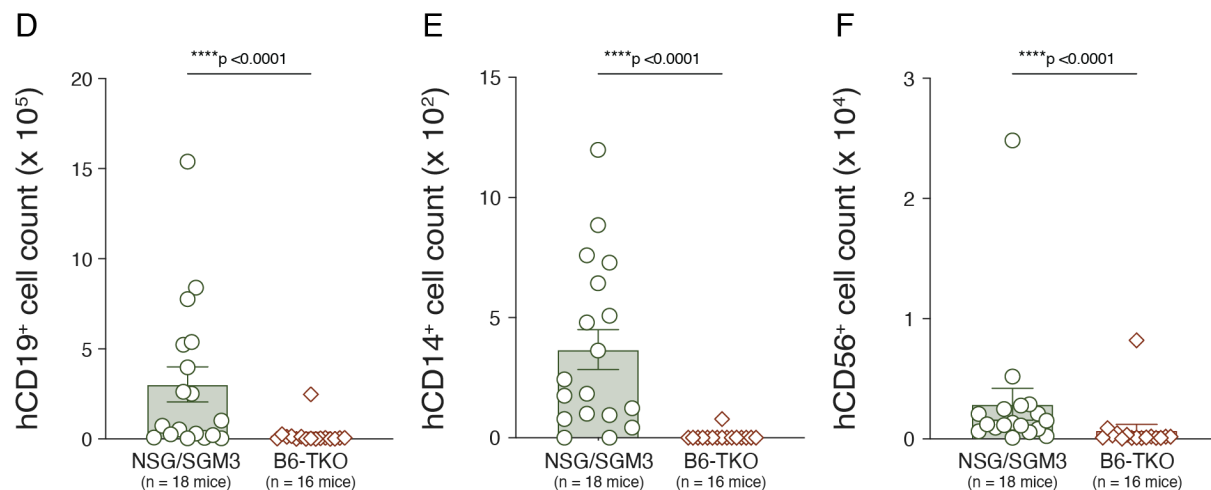 D
****p <0.0001
hCD19⁺ cell count (x 10⁵)
20
15
10
5
0
NSG/SGM3
(n = 18 mice)
B6-TKO
(n = 16 mice)
E
****p <0.0001
hCD14⁺ cell count (x 10²)
15
10
5
0
NSG/SGM3
(n = 18 mice)
B6-TKO
(n = 16 mice)
F
****p <0.0001
hCD56⁺ cell count (x 10⁴)
3
2
1
0
NSG/SGM3
(n = 18 mice)
B6-TKO
(n = 16 mice)